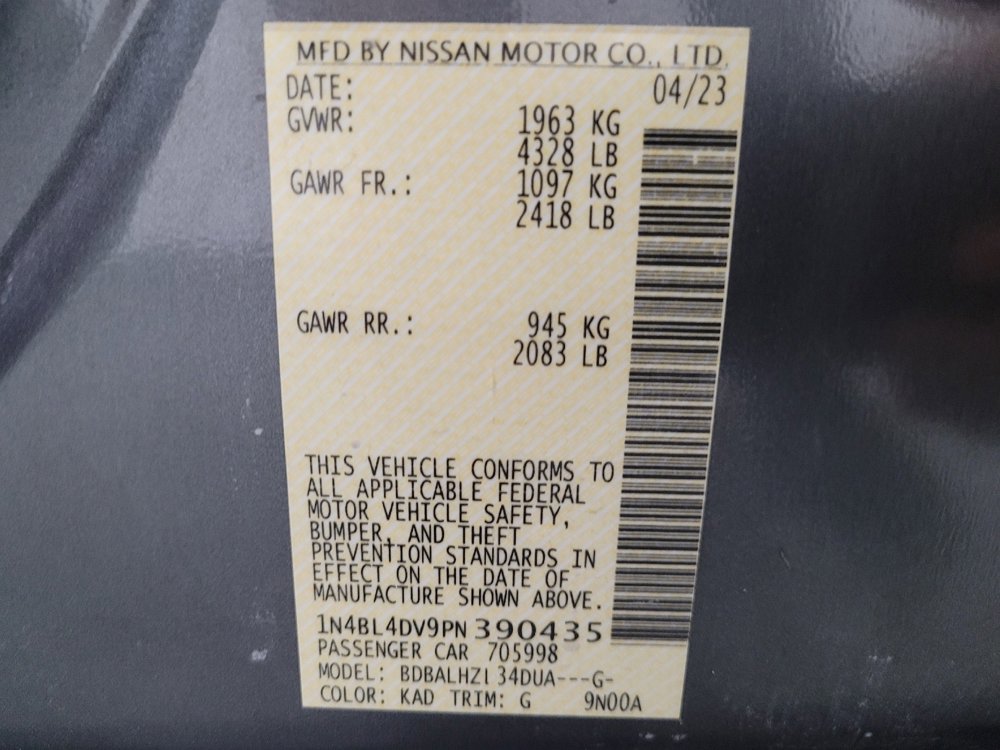 MFD BY NISSAN MOTOR CO., LTD.
DATE: 04/23
GVWR: 1963 KG
4328 LB
GAWR FR.: 1097 KG
2418 LB
GAWR RR.: 945 KG
2083 LB
THIS VEHICLE CONFORMS TO
ALL APPLICABLE FEDERAL
MOTOR VEHICLE SAFETY,
BUMPER, AND THEFT
PREVENTION STANDARDS IN
EFFECT ON THE DATE OF
MANUFACTURE SHOWN ABOVE.
1N4BL4DV9PN390435
PASSENGER CAR 705998
MODEL: BDBALHZL34DUA---G-
COLOR: KAD TRIM: G 9N00A